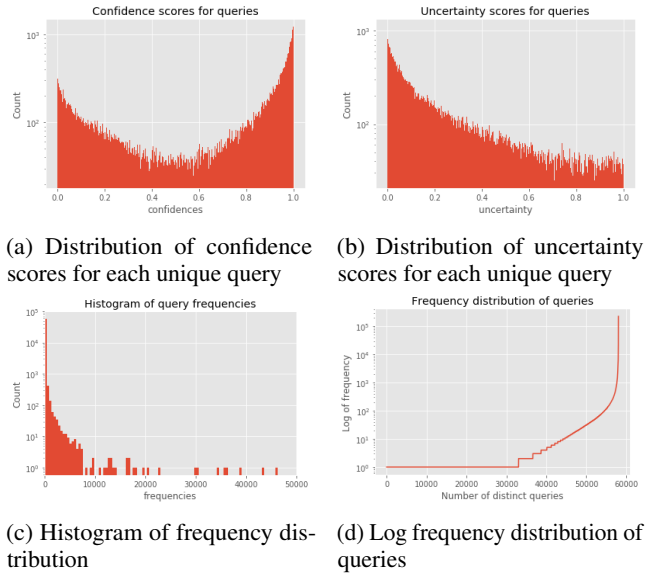 Confidence scores for queries
10³
10²
Count
0.0 0.2 0.4 0.6 0.8 1.0
confidences
Uncertainty scores for queries
10³
10²
Count
0.0 0.2 0.4 0.6 0.8 1.0
uncertainty
(a) Distribution of confidence
scores for each unique query
(b) Distribution of uncertainty
scores for each unique query
Histogram of query frequencies
10⁵
10⁴
10³
10²
10¹
10⁰
Count
0 10000 20000 30000 40000 50000
frequencies
Frequency distribution of queries
10⁵
10⁴
10³
10²
10¹
10⁰
Log of frequency
0 10000 20000 30000 40000 50000 60000
Number of distinct queries
(c) Histogram of frequency dis-
tribution
(d) Log frequency distribution of
queries